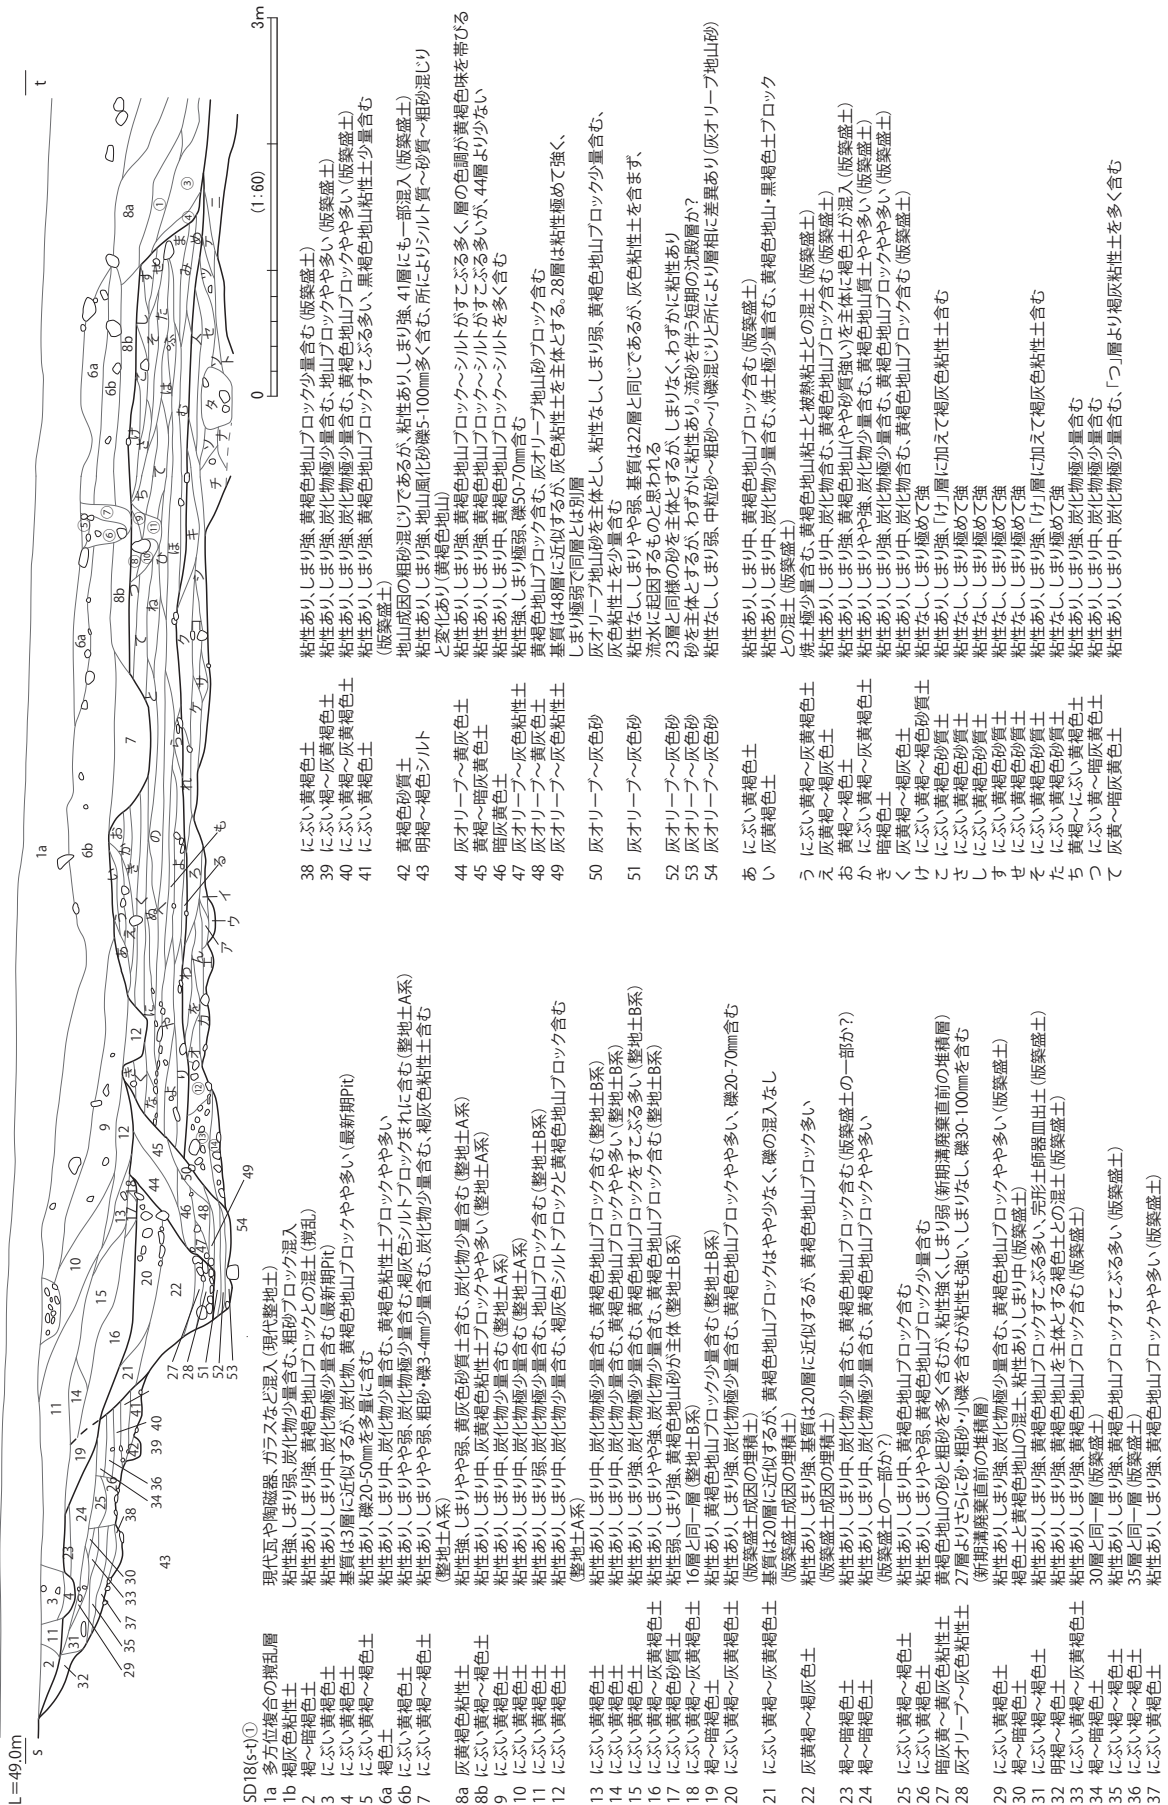 L＝49.0m
s
t
1a
2
11
3
4
31
32
29
35
37
33
30
23
24
25
26
34
36
38
39
40
41
42
43
19
14
11
21
16
15
10
13
17
18
20
22
44
45
46
47
48
50
27
28
51
52
53
54
49
9
12
12
6b
7
6a
8b
⑤
⑥
⑦
⑧
⑨
⑩
⑪
⑫
⑬
⑭
6a
6b
8b
8a
①
③
④
0
(1：60)
3m
SD18(s-t)①
1a 多方位複合の撹乱層 現代瓦や陶磁器、ガラスなど混入（現代整地土）
1b 褐灰色粘性土 粘性強、しまり弱、炭化物少量含む、粗砂ブロック混入
2 褐～暗褐色土 粘性あり、しまり強、黄褐色地山ブロックとの混土（撹乱）
3 にぶい黄褐色土 粘性あり、しまり中、炭化物極少量含む（最新期Pit）
4 にぶい黄褐色土 基質は3層に近似するが、炭化物、黄褐色地山ブロックやや多い（最新期Pit）
5 にぶい黄褐～褐色土 粘性あり、礫20-50㎜を多量に含む
6a 褐色土 粘性あり、しまり中、炭化物少量含む、黄褐色粘性土ブロックやや多い
6b にぶい黄褐色土 粘性あり、しまりやや弱、炭化物極少量含む、褐灰色シルトブロックまれに含む（整地土A系）
7 にぶい黄褐～褐色土 粘性あり、しまりやや弱、粗砂・礫3-4㎜少量含む、炭化物少量含む、褐灰色粘性土含む
（整地土A系）
8a 灰黄褐色粘性土 粘性強、しまりやや弱、黄灰色砂質土含む、炭化物少量含む（整地土A系）
8b にぶい黄褐～褐色土 粘性あり、しまり中、灰黄褐色粘性土ブロックやや多い（整地土A系）
9 にぶい黄褐色土 粘性あり、しまり弱、炭化物少量含む（整地土A系）
10 にぶい黄褐色土 粘性あり、しまり中、炭化物極少量含む（整地土A系）
11 にぶい黄褐色土 粘性あり、しまり弱、炭化物少量含む、地山ブロック含む（整地土B系）
12 にぶい黄褐色土 粘性あり、しまり中、炭化物少量含む、褐灰色シルトブロックと黄褐色地山ブロック含む
（整地土A系）
13 にぶい黄褐色土 粘性あり、しまり中、炭化物極少量含む、黄褐色地山ブロック含む（整地土B系）
14 にぶい黄褐色土 粘性あり、しまり中、黄褐色地山ブロックやや多い（整地土B系）
15 にぶい黄褐色土 粘性あり、しまり強、炭化物少量含む、黄褐色地山ブロックをすこぶる多い（整地土B系）
16 にぶい黄褐～灰黄褐色土 粘性あり、しまりやや強、炭化物少量含む、黄褐色地山ブロック含む（整地土B系）
17 にぶい黄褐色砂質土 粘性弱、しまり強、黄褐色地山砂が主体（整地土B系）
18 にぶい黄褐～灰黄褐色土 16層と同一層（整地土B系）
19 褐～暗褐色土 粘性あり、黄褐色地山ブロック少量含む（整地土B系）
20 にぶい黄褐～灰黄褐色土 粘性あり、しまり強、炭化物極少量含む、黄褐色地山ブロックやや多い、礫20-70㎜含む
（版築盛土成因の埋積土）
21 にぶい黄褐～灰黄褐色土 基質は20層に近似するが、黄褐色地山ブロックはやや少なく、礫の混入なし
（版築盛土成因の埋積土）
22 灰黄褐～褐灰色土 粘性あり、しまり強、基質は20層に近似するが、黄褐色地山ブロック多い
（版築盛土成因の埋積土）
23 褐～暗褐色土 粘性あり、しまり中、炭化物少量含む、黄褐色地山ブロック含む（版築盛土の一部か？）
24 褐～暗褐色土 粘性あり、しまり中、炭化物極少量含む、黄褐色地山ブロックやや多い
（版築盛土の一部か？）
25 にぶい黄褐～褐色土 粘性あり、しまり中、黄褐色地山ブロック含む
26 にぶい黄褐色土 粘性あり、しまりやや弱、黄褐色地山ブロック少量含む
27 暗灰黄～黄灰色粘性土 黄褐色地山の砂と粗砂を多く含むが、粘性強く、しまり弱（新期溝廃棄直前の堆積層）
28 灰オリーブ～灰色粘性土 27層よりさらに砂・粗砂・小礫を含むが粘性も強い、しまりなし、礫30-100㎜を含む
（新期溝廃棄直前の堆積層）
29 にぶい黄褐色土 粘性あり、しまり強、炭化物極少量含む、黄褐色地山ブロックやや多い（版築盛土）
30 褐～暗褐色土 褐色土と黄褐色地山の混土、粘性あり、しまり中（版築盛土）
31 にぶい褐～褐色土 粘性あり、しまり強、黄褐色地山ブロックすこぶる多い、完形土師器皿出土（版築盛土）
32 明褐～褐色土 粘性あり、しまり強、黄褐色地山を主体とする褐色土との混土（版築盛土）
33 にぶい黄褐～灰黄褐色土 粘性あり、しまり強、黄褐色地山ブロック含む（版築盛土）
34 褐～暗褐色土 30層と同一層（版築盛土）
35 にぶい褐～褐色土 粘性あり、しまり強、黄褐色地山ブロック粒すこぶる多い（版築盛土）
36 にぶい褐～褐色土 35層と同一層（版築盛土）
37 にぶい黄褐色土 粘性あり、しまり強、黄褐色地山ブロックやや多い（版築盛土）
38 にぶい黄褐色土 粘性あり、しまり強、黄褐色地山ブロック少量含む（版築盛土）
39 にぶい褐～灰黄褐色土 粘性あり、しまり強、炭化物極少量含む、地山ブロックやや多い（版築盛土）
40 にぶい黄褐～灰黄褐色土 粘性あり、しまり強、炭化物極少量含む、黄褐色地山ブロックやや多い（版築盛土）
41 にぶい黄褐色土 粘性あり、しまり強、黄褐色地山ブロックすこぶる多い、黒褐色地山粘性土少量含む
（版築盛土）
42 黄褐色砂質土 地山成因の粗砂混じりであるが、粘性あり、しまり強、41層にも一部混入（版築盛土）
43 明褐～褐色シルト 粘性あり、しまり強、地山風化砂礫5-100㎜多く含む、所によりシルト質～砂質～粗砂混じり
と変化あり（黄褐色地山）
44 灰オリーブ～黄灰色土 粘性あり、しまり強、黄褐色地山ブロック～シルトがすこぶる多く、層の色調が黄褐色味を帯びる
45 黄褐～暗灰黄色土 粘性あり、しまり強、黄褐色地山ブロック～シルトがすこぶる多いが、44層より少ない
46 暗灰黄色土 粘性あり、しまり中、黄褐色地山ブロック～シルトを多く含む
47 灰オリーブ～灰色粘性土 粘性強、しまり極弱、礫50-70㎜含む
48 灰オリーブ～黄灰色土 黄褐色地山ブロック含む、灰オリーブ地山砂ブロック含む
49 灰オリーブ～灰色粘性土 基質は48層に近似するが、灰色粘性土を主体とする。28層は粘性極めて強く、
しまり極弱で同層とは別層
50 灰オリーブ～灰色砂 灰オリーブ地山砂を主体とし、粘性なし、しまり弱、黄褐色地山ブロック少量含む、
灰色粘性土を少量含む
51 灰オリーブ～灰色砂 粘性なし、しまりやや弱、基質は22層と同じであるが、灰色粘性土を含まず、
流水に起因するものと思われる
52 灰オリーブ～灰色砂 23層と同様の砂を主体とするが、しまりなく、わずかに粘性あり
53 灰オリーブ～灰色砂 砂を主体とするが、わずかに粘性あり。流砂を伴う短期の沈殿層か？
54 灰オリーブ～灰色砂 粘性なし、しまり弱、中粒砂～粗砂～小礫混じりと所により層相に差異あり（灰オリーブ地山砂）
あ にぶい黄褐色土 粘性あり、しまり中、黄褐色地山ブロック含む（版築盛土）
い 灰黄褐色土 粘性あり、しまり中、炭化物少量含む、焼土極少量含む、黄褐色地山・黒褐色土ブロック
との混土（版築盛土）
う にぶい黄褐～灰黄褐色土 焼土極少量含む、黄褐色地山粘土と被熱粘土との混土（版築盛土）
え 灰黄褐～褐灰色土 粘性あり、しまり中、炭化物含む、黄褐色地山ブロック含む（版築盛土）
お 黄褐～褐色土 粘性あり、しまり強、黄褐色地山（やや砂質強い）を主体に褐色土が混入（版築盛土）
か にぶい黄褐～灰黄褐色土 粘性あり、しまりやや強、炭化物少量含む、黄褐色地山質土やや多い（版築盛土）
き 暗褐色土 粘性あり、しまり強、炭化物極少量含む、黄褐色地山ブロックやや多い（版築盛土）
く 灰黄褐～褐灰色土 粘性あり、しまり中、炭化物少量含む、黄褐色地山ブロック含む（版築盛土）
け にぶい黄褐～褐色砂質土 粘性なし、しまり極めて強
こ にぶい黄褐色砂質土 粘性あり、しまり強、「け」層に加えて褐灰色粘性土含む
さ にぶい黄褐色砂質土 粘性なし、しまり極めて強
し にぶい黄褐色砂質土 粘性なし、しまり極めて強
す にぶい黄褐色砂質土 粘性なし、しまり極めて強
せ にぶい黄褐色砂質土 粘性なし、しまり極めて強
そ にぶい黄褐色砂質土 粘性あり、しまり強、「け」層に加えて褐灰色粘性土含む
た にぶい黄褐色砂質土 粘性なし、しまり極めて強
ち 黄褐～にぶい黄褐色土 粘性あり、しまり強、炭化物極少量含む
つ にぶい黄～暗灰黄色土 粘性あり、しまり中、炭化物極少量含む
て 灰黄～暗灰黄色土 粘性あり、しまり中、炭化物極少量含む、「つ」層より褐灰粘性土を多く含む